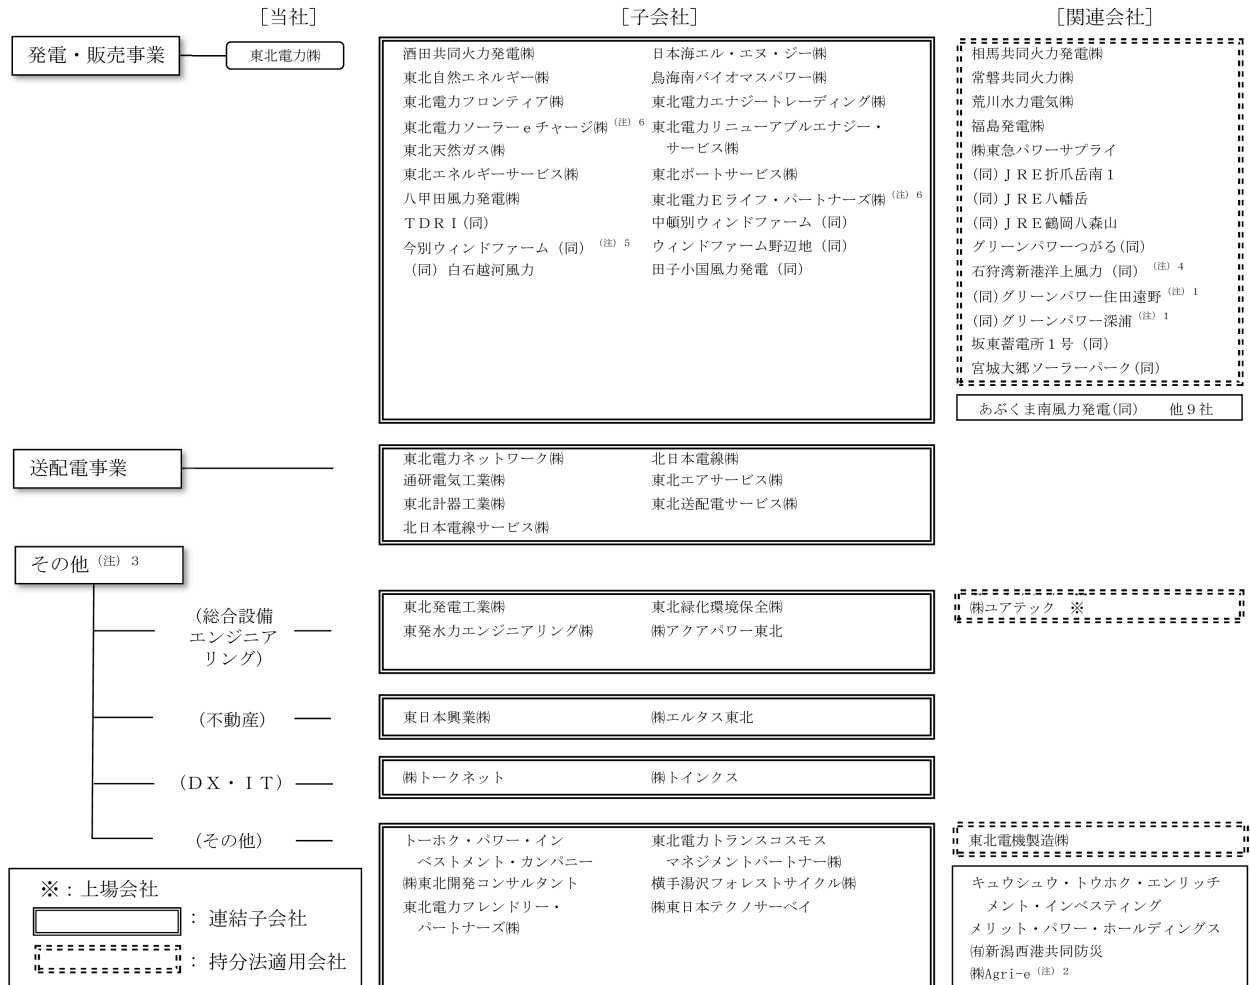 ［当社］
［子会社］
［関連会社］
発電・販売事業
東北電力㈱
酒田共同火力発電㈱
東北自然エネルギー㈱
東北電力フロンティア㈱
東北電力ソーラーｅチャージ㈱（注）６
東北天然ガス㈱
東北エネルギーサービス㈱
八甲田風力発電㈱
ＴＤＲＩ(同)
今別ウィンドファーム（同）（注）５
（同）白石越河風力
日本海エル・エヌ・ジー㈱
鳥海南バイオマスパワー㈱
東北電力エナジートレーディング㈱
東北電力リニューアブルエナジー・
サービス㈱
東北ポートサービス㈱
東北電力Ｅライフ・パートナーズ㈱（注）６
中頓別ウィンドファーム（同）
ウィンドファーム野辺地（同）
田子小国風力発電（同）
相馬共同火力発電㈱
常磐共同火力㈱
荒川水力電気㈱
福島発電㈱
㈱東急パワーサプライ
(同)ＪＲＥ折爪岳南１
(同)ＪＲＥ八幡岳
(同)ＪＲＥ鶴岡八森山
グリーンパワーつがる(同)
石狩湾新港洋上風力（同）（注）４
(同)グリーンパワー住田遠野（注）１
(同)グリーンパワー深浦（注）１
坂東蓄電所１号（同）
宮城大郷ソーラーパーク(同)
あぶくま南風力発電(同)　他９社
送配電事業
東北電力ネットワーク㈱
通研電気工業㈱
東北計器工業㈱
北日本電線サービス㈱
北日本電線㈱
東北エアサービス㈱
東北送配電サービス㈱
その他（注）３
(総合設備
エンジニア
リング)
東北発電工業㈱
東発水力エンジニアリング㈱
東北緑化環境保全㈱
㈱アクアパワー東北
㈱ユアテック　※
(不動産)
東日本興業㈱
㈱エルタス東北
(ＤＸ・ＩＴ)
㈱トークネット
㈱トインクス
(その他)
トーホク・パワー・イン
ベストメント・カンパニー
㈱東北開発コンサルタント
東北電力フレンドリー・
パートナーズ㈱
東北電力トランスコスモス
マネジメントパートナー㈱
横手湯沢フォレストサイクル㈱
㈱東日本テクノサーベイ
東北電機製造㈱
キュウシュウ・トウホク・エンリッチ
メント・インベスティング
メリット・パワー・ホールディングス
㈲新潟西港共同防災
㈱Agri-e（注）２
※：上場会社
：連結子会社
：持分法適用会社